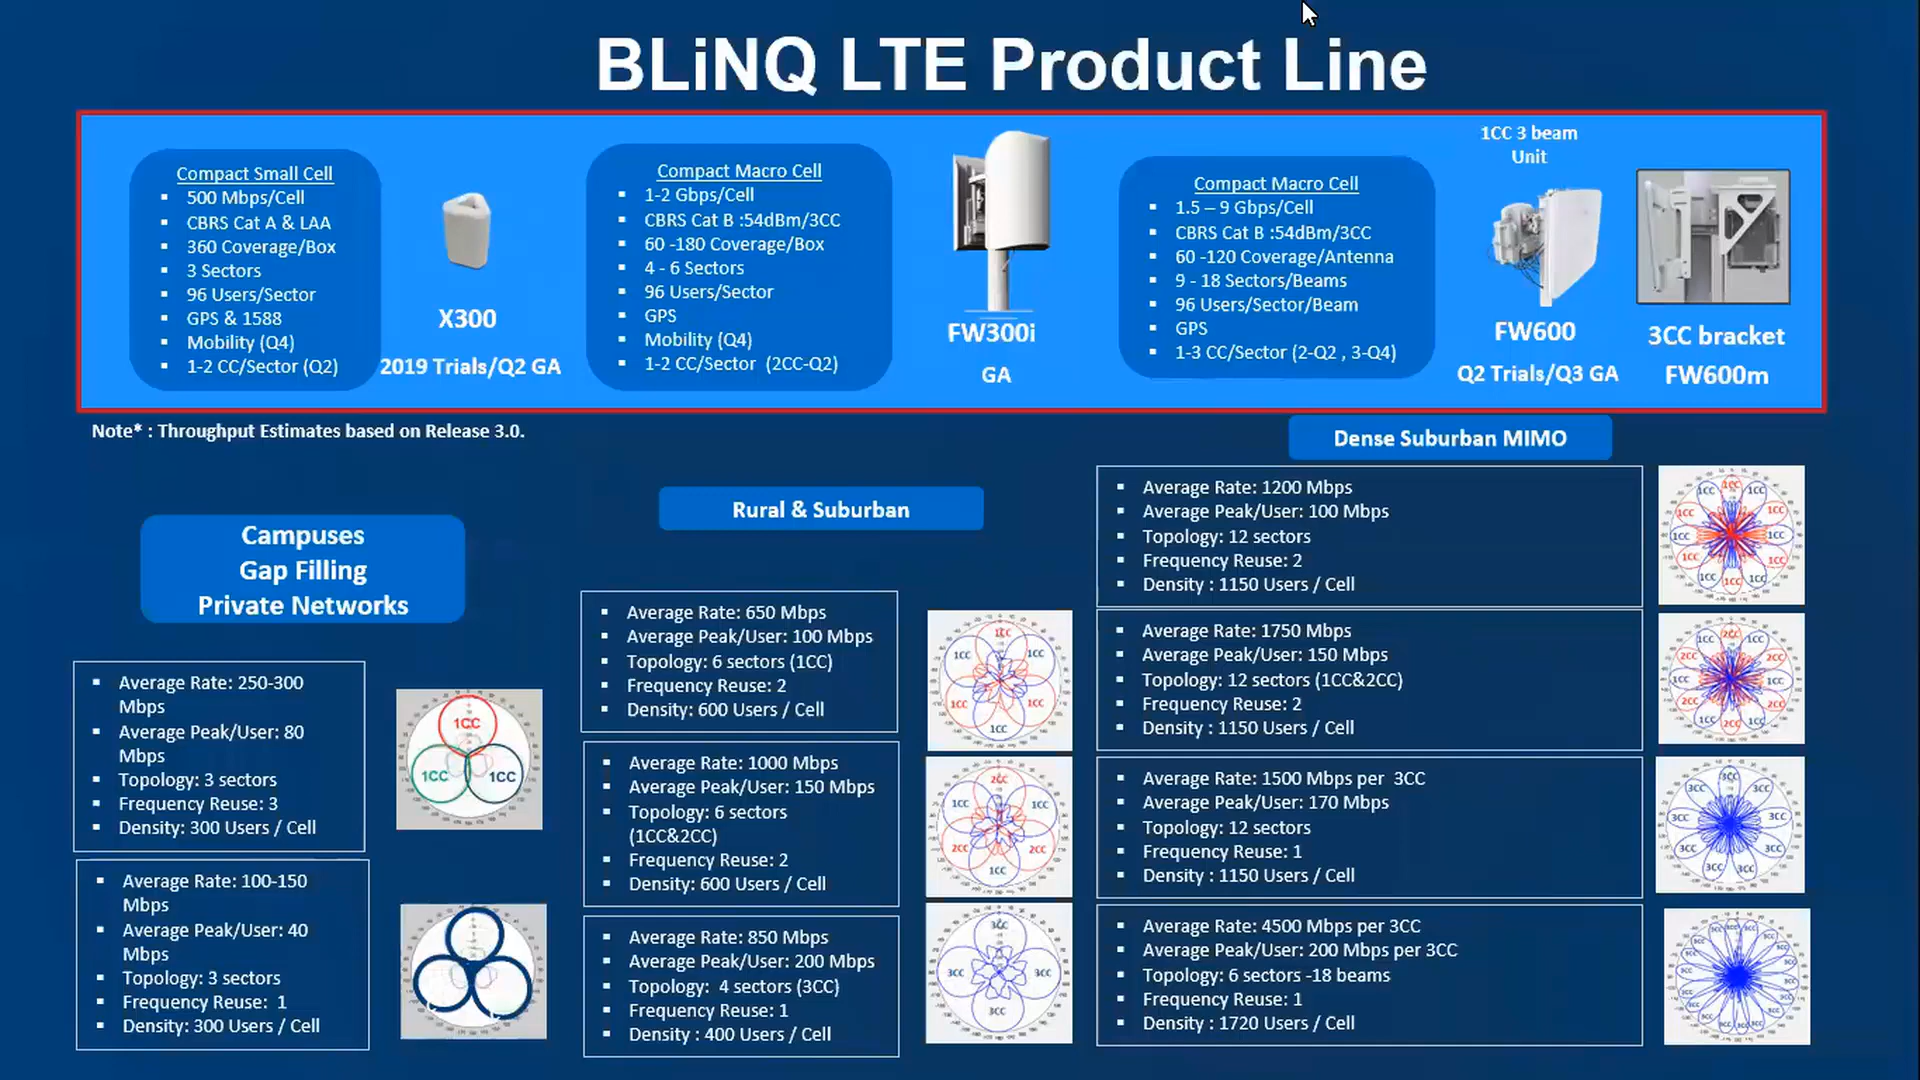 BLiNQ LTE Product Line
Compact Small Cell
500 Mbps/Cell
CBRS Cat A & LAA
360 Coverage/Box
3 Sectors
96 Users/Sector
GPS & 1588
Mobility (Q4)
1-2 CC/Sector (Q2)
X300
2019 Trials/Q2 GA
Compact Macro Cell
1-2 Gbps/Cell
CBRS Cat B :54dBm/3CC
60 -180 Coverage/Box
4 - 6 Sectors
96 Users/Sector
GPS
Mobility (Q4)
1-2 CC/Sector (2CC-Q2)
FW300i
GA
Compact Macro Cell
1.5 – 9 Gbps/Cell
CBRS Cat B :54dBm/3CC
60 -120 Coverage/Antenna
9 - 18 Sectors/Beams
96 Users/Sector/Beam
GPS
1-3 CC/Sector (2-Q2 , 3-Q4)
1CC 3 beam
Unit
FW600
Q2 Trials/Q3 GA
3CC bracket
FW600m
Note* : Throughput Estimates based on Release 3.0.
Campuses
Gap Filling
Private Networks
Average Rate: 250-300
Mbps
Average Peak/User: 80
Mbps
Topology: 3 sectors
Frequency Reuse: 3
Density: 300 Users / Cell
1CC
1CC
1CC
Average Rate: 100-150
Mbps
Average Peak/User: 40
Mbps
Topology: 3 sectors
Frequency Reuse: 1
Density: 300 Users / Cell
Rural & Suburban
Average Rate: 650 Mbps
Average Peak/User: 100 Mbps
Topology: 6 sectors (1CC)
Frequency Reuse: 2
Density: 600 Users / Cell
1CC
1CC
1CC
1CC
1CC
1CC
Average Rate: 1000 Mbps
Average Peak/User: 150 Mbps
Topology: 6 sectors
(1CC&2CC)
Frequency Reuse: 2
Density: 600 Users / Cell
2CC
1CC
1CC
2CC
2CC
1CC
Average Rate: 850 Mbps
Average Peak/User: 200 Mbps
Topology: 4 sectors (3CC)
Frequency Reuse: 1
Density : 400 Users / Cell
3CC
3CC
3CC
3CC
Dense Suburban MIMO
Average Rate: 1200 Mbps
Average Peak/User: 100 Mbps
Topology: 12 sectors
Frequency Reuse: 2
Density : 1150 Users / Cell
Average Rate: 1750 Mbps
Average Peak/User: 150 Mbps
Topology: 12 sectors (1CC&2CC)
Frequency Reuse: 2
Density : 1150 Users / Cell
Average Rate: 1500 Mbps per 3CC
Average Peak/User: 170 Mbps
Topology: 12 sectors
Frequency Reuse: 1
Density : 1150 Users / Cell
Average Rate: 4500 Mbps per 3CC
Average Peak/User: 200 Mbps per 3CC
Topology: 6 sectors -18 beams
Frequency Reuse: 1
Density : 1720 Users / Cell